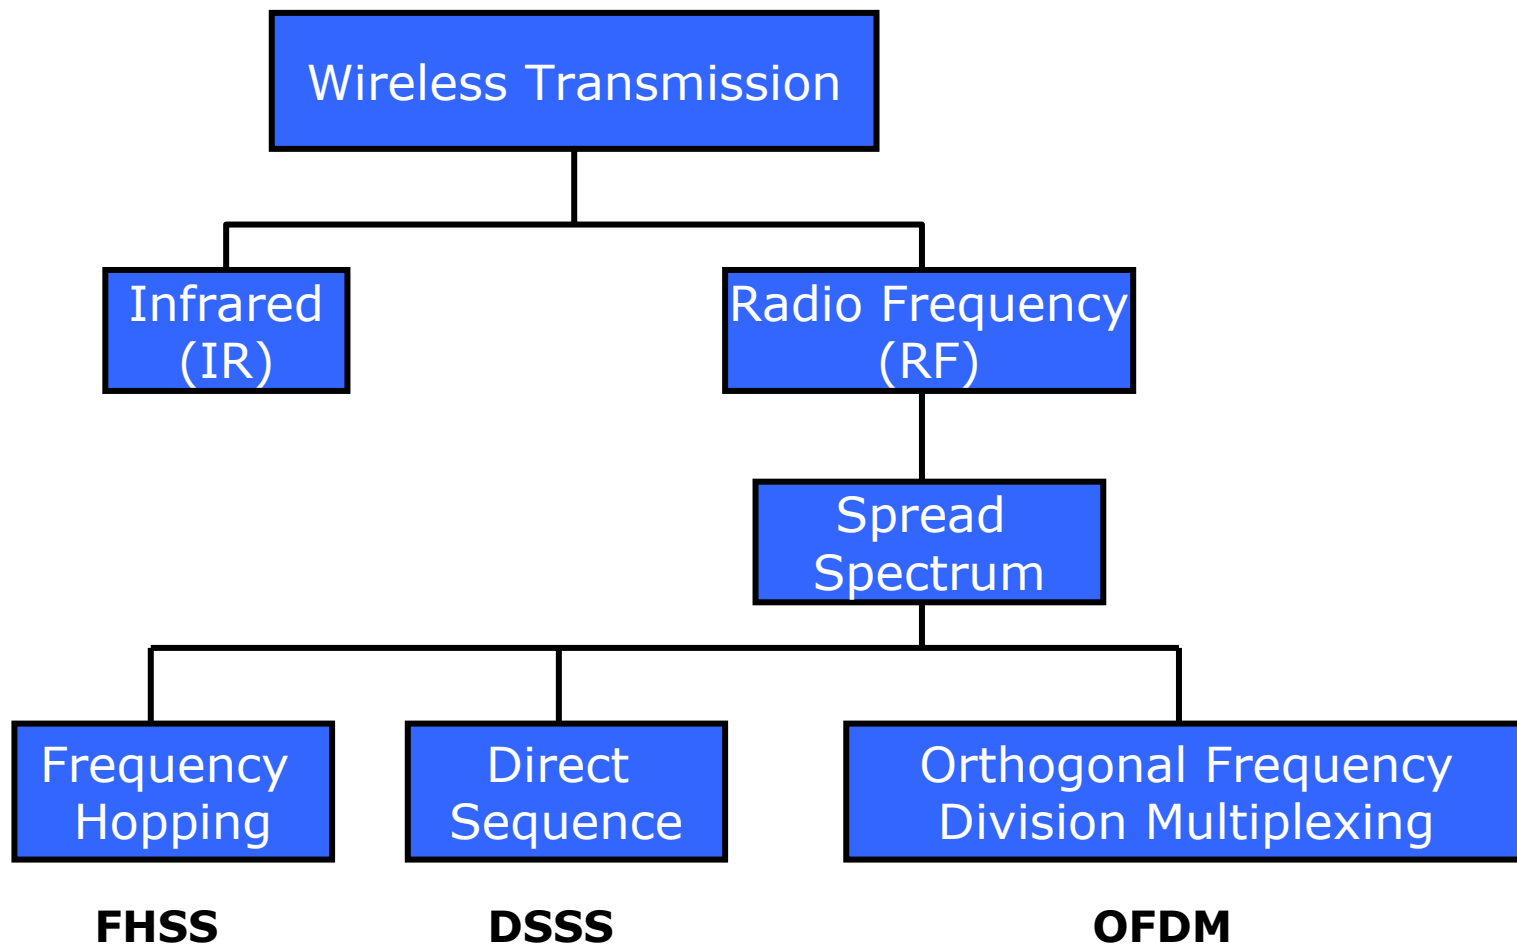 Wireless Transmission
Infrared
(IR)
Radio Frequency
(RF)
Spread
Spectrum
Frequency
Hopping
Direct
Sequence
Orthogonal Frequency
Division Multiplexing
FHSS
DSSS
OFDM